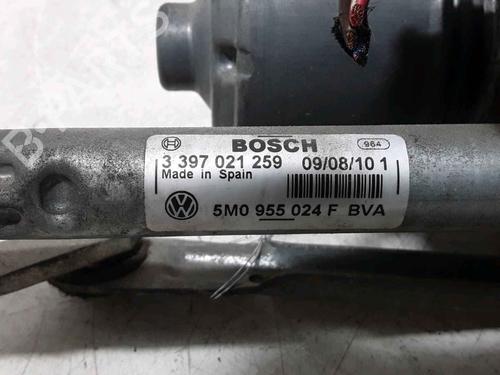 BOSCH 964
3 397 021 259 09/08/10 1
Made in Spain
5M0 955 024 F BVA